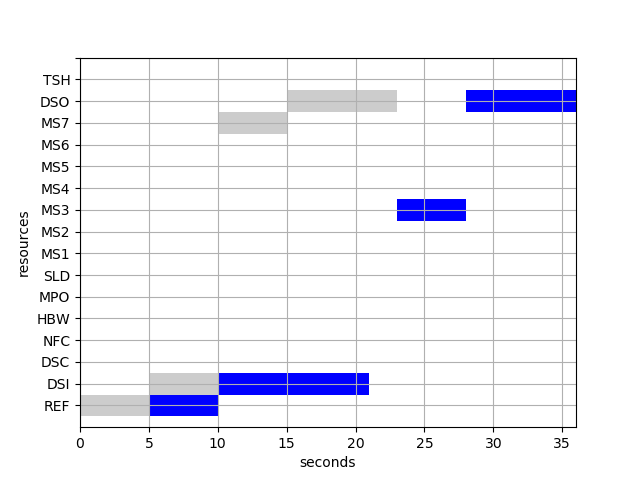 TSH
DSO
MS7
MS6
MS5
MS4
MS3
MS2
MS1
SLD
MPO
HBW
NFC
DSC
DSI
REF
resources
0 5 10 15 20 25 30 35
seconds